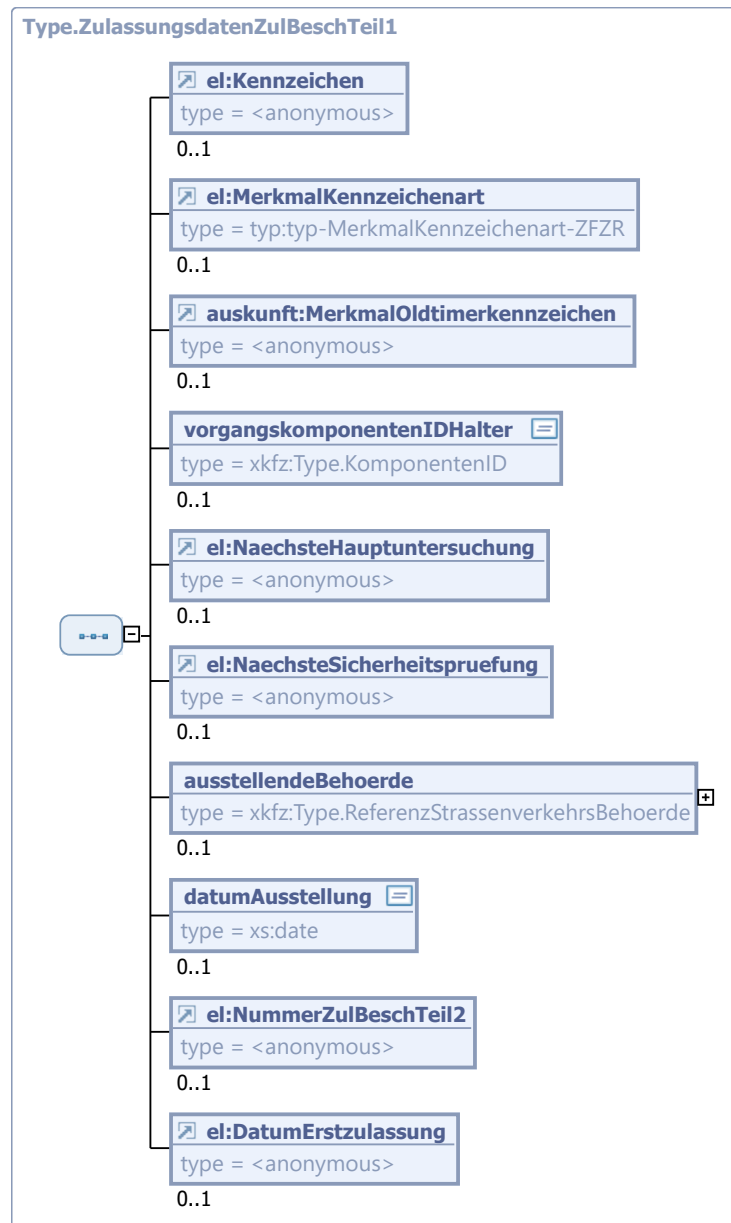 Type.ZulassungsdatenZulBeschTeil1
el:Kennzeichen
type = <anonymous>
0..1
el:MerkmalKennzeichenart
type = typ:typ-MerkmalKennzeichenart-ZFZR
0..1
auskunft:MerkmalOldtimerkennzeichen
type = <anonymous>
0..1
vorgangskomponentenIDHalter
type = xkfz:Type.KomponentenID
0..1
el:NaechsteHauptuntersuchung
type = <anonymous>
0..1
el:NaechsteSicherheitspruefung
type = <anonymous>
0..1
ausstellendeBehoerde
type = xkfz:Type.ReferenzStrassenverkehrsBehoerde
0..1
datumAusstellung
type = xs:date
0..1
el:NummerZulBeschTeil2
type = <anonymous>
0..1
el:DatumErstzulassung
type = <anonymous>
0..1